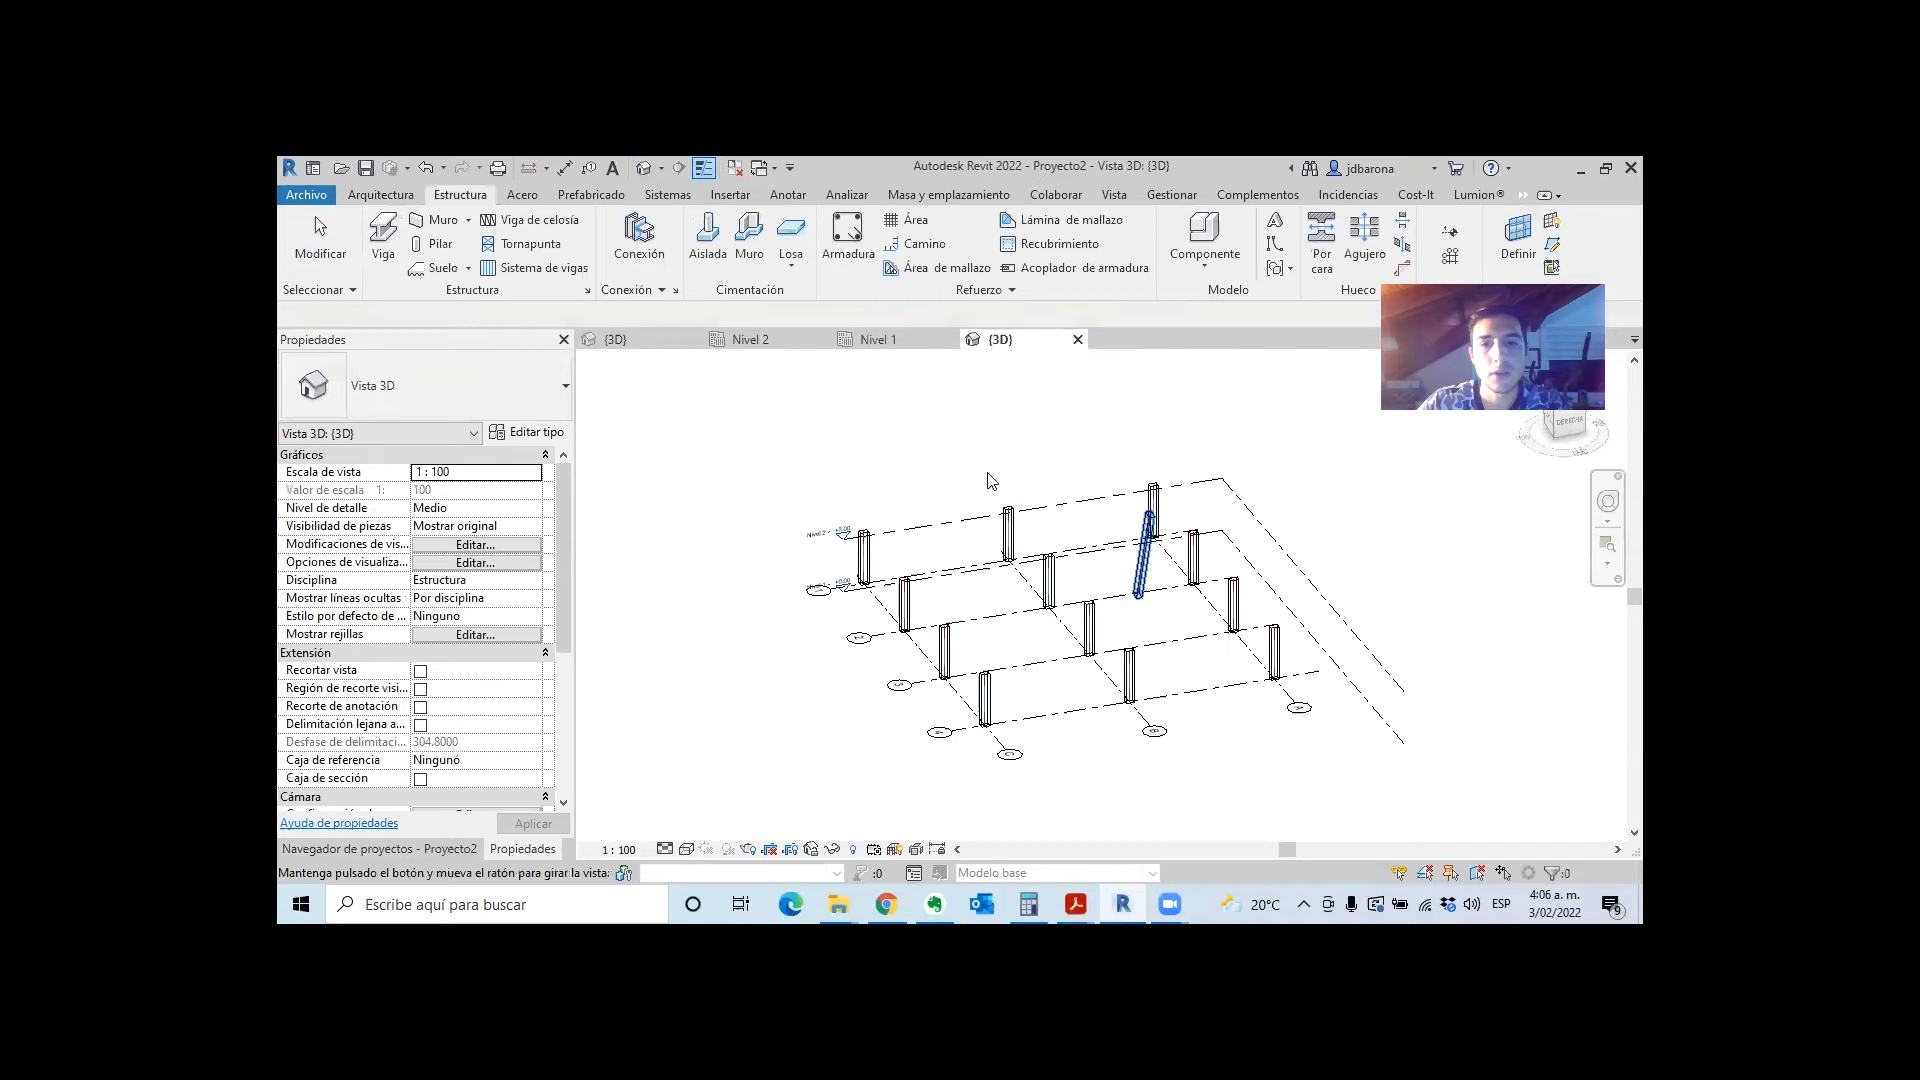 Autodesk Revit 2022 - Proyecto2 - Vista 3D: {3D}
jdbarona
Archivo Arquitectura Estructura Acero Prefabricado Sistemas Insertar Anotar Analizar Masa y emplazamiento Colaborar Vista Gestionar Complementos Incidencias Cost-It Lumion®
Modificar
Viga
Muro
Pilar
Suelo
Viga de celosía
Tornapunta
Sistema de vigas
Conexión
Aislada
Muro
Losa
Armadura
Área
Camino
Área de mallazo
Lámina de mallazo
Recubrimiento
Acoplador de armadura
Componente
Por cara
Agujero
Definir
Seleccionar Estructura Conexión Cimentación Refuerzo Modelo Hueco
Propiedades
{3D} Nivel 2 Nivel 1 {3D}
Vista 3D
Vista 3D: {3D} Editar tipo
Gráficos
Escala de vista 1 : 100
Valor de escala 1: 100
Nivel de detalle Medio
Visibilidad de piezas Mostrar original
Modificaciones de vis... Editar...
Opciones de visualiza... Editar...
Disciplina Estructura
Mostrar líneas ocultas Por disciplina
Estilo por defecto de ... Ninguno
Mostrar rejillas Editar...
Extensión
Recortar vista
Región de recorte visi...
Recorte de anotación
Delimitación lejana a...
Desfase de delimitaci... 304.8000
Caja de referencia Ninguno
Caja de sección
Cámara
Ayuda de propiedades Aplicar
Navegador de proyectos - Proyecto2 Propiedades
DERECHA
Nivel 2
1 : 100
Mantenga pulsado el botón y mueva el ratón para girar la vista.
:0
Modelo base
:0
Escribe aquí para buscar
20°C
ESP
4:06 a. m.
3/02/2022
9